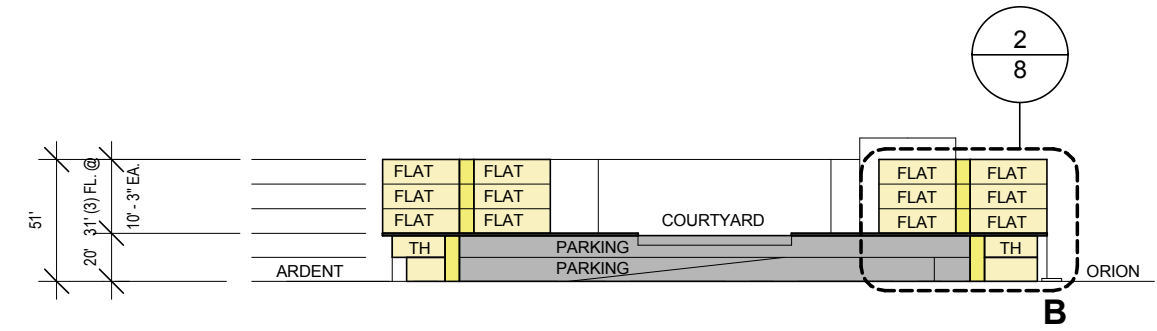 2
8
51'
20' 31' (3) FL. @
10' - 3" EA.
FLAT FLAT FLAT FLAT
FLAT FLAT FLAT FLAT
FLAT FLAT COURTYARD FLAT FLAT
TH PARKING TH
ARDENT PARKING ORION
B